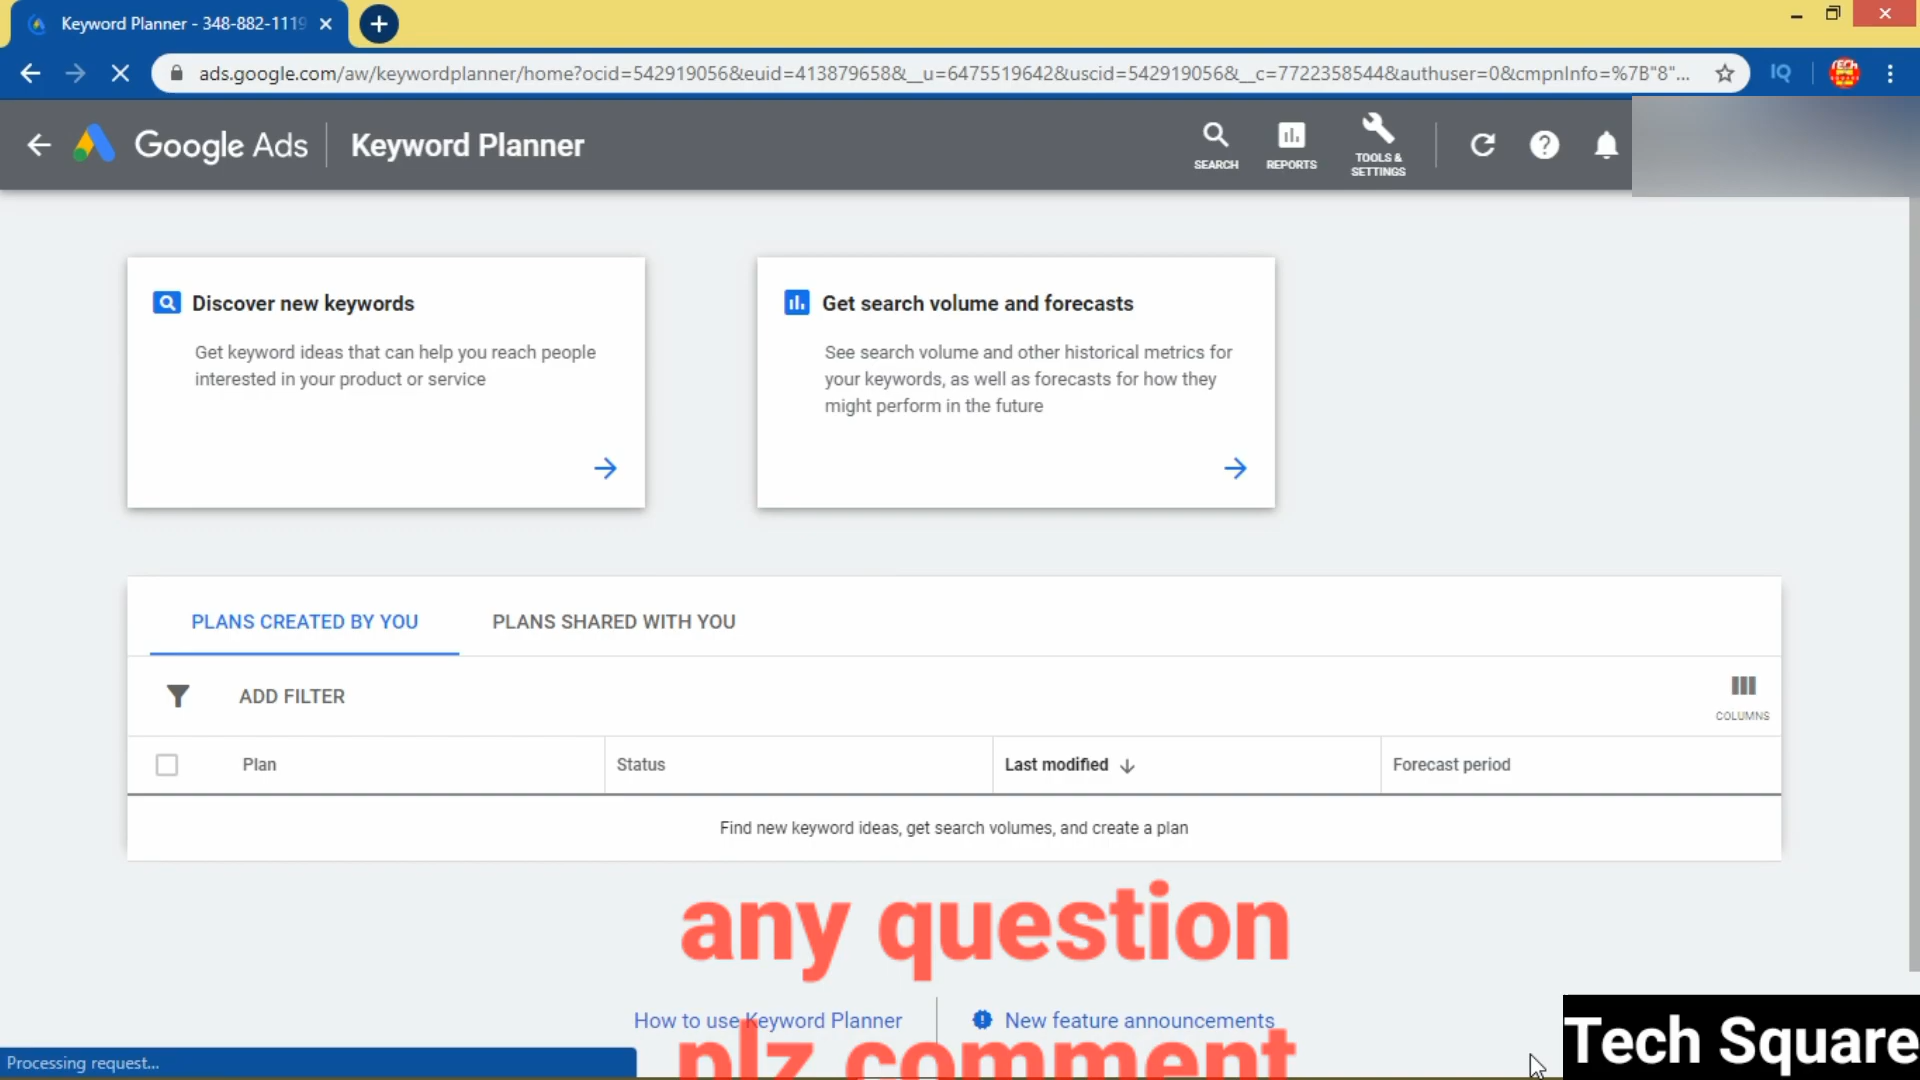 Keyword Planner - 348-882-1119
ads.google.com/aw/keywordplanner/home?ocid=542919056&euid=413879658&__u=6475519642&uscid=542919056&__c=7722358544&authuser=0&cmpnInfo=%7B"8"...
IQ
Google Ads
Keyword Planner
SEARCH
REPORTS
TOOLS &
SETTINGS
Discover new keywords
Get keyword ideas that can help you reach people
interested in your product or service
Get search volume and forecasts
See search volume and other historical metrics for
your keywords, as well as forecasts for how they
might perform in the future
PLANS CREATED BY YOU
PLANS SHARED WITH YOU
ADD FILTER
COLUMNS
Plan
Status
Last modified
Forecast period
Find new keyword ideas, get search volumes, and create a plan
any question
How to use Keyword Planner
New feature announcements
plz comment
Tech Square
Processing request...